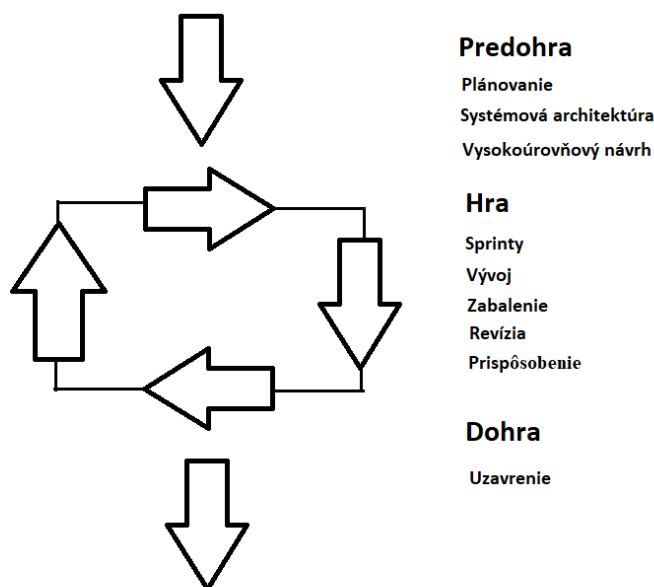 Predohra
Plánovanie
Systémová architektúra
Vysokoúrovňový návrh
Hra
Sprinty
Vývoj
Zabalenie
Revízia
Prispôsobenie
Dohra
Uzavrenie